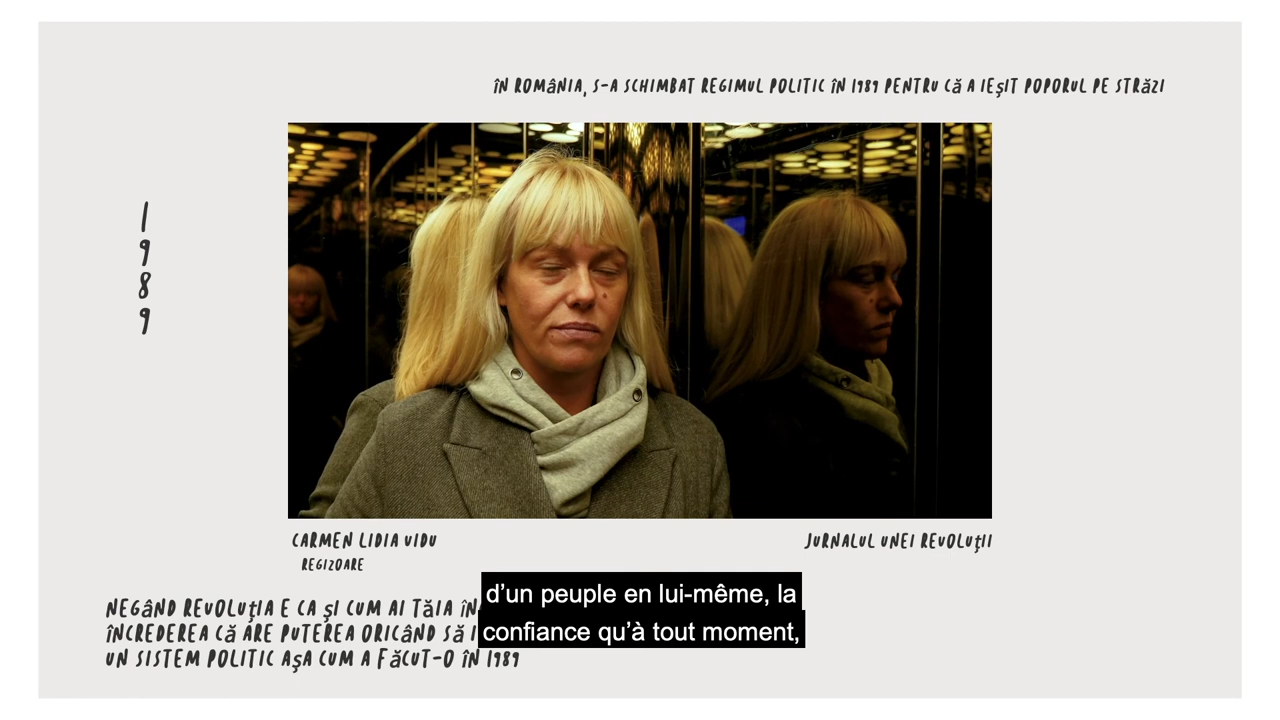 în România, s-a schimbat regimul politic în 1989 pentru că a ieșit poporul pe străzi
1
9
8
9
Carmen Lidia Vidu
Jurnalul unei Revoluții
regizoare
Negând Revoluția e ca și cum ai tăia în
încrederea că are puterea oricând să
un sistem politic așa cum a făcut-o în 1989
d’un peuple en lui-même, la
confiance qu’à tout moment,